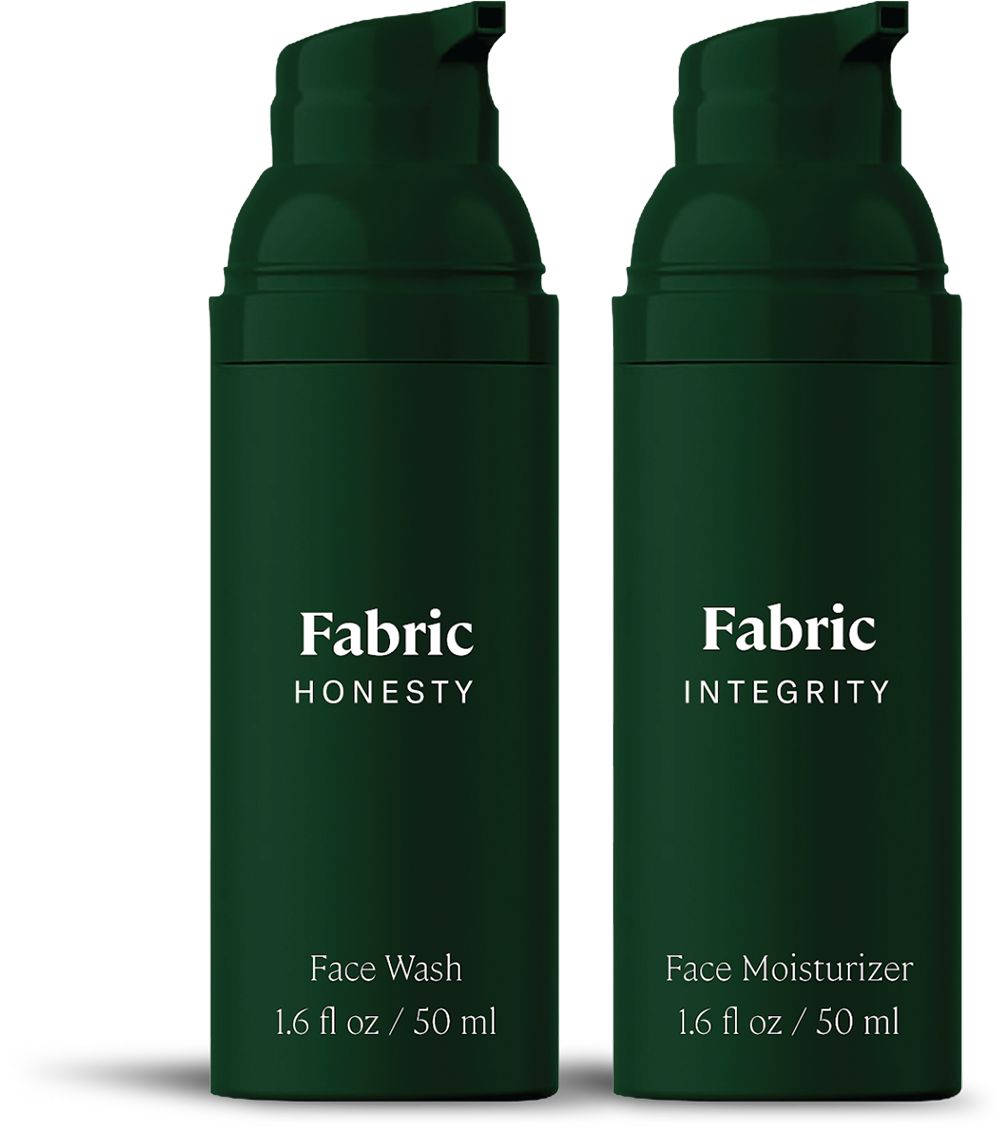 Fabric
HONESTY
Face Wash
1.6 fl oz / 50 ml
Fabric
INTEGRITY
Face Moisturizer
1.6 fl oz / 50 ml